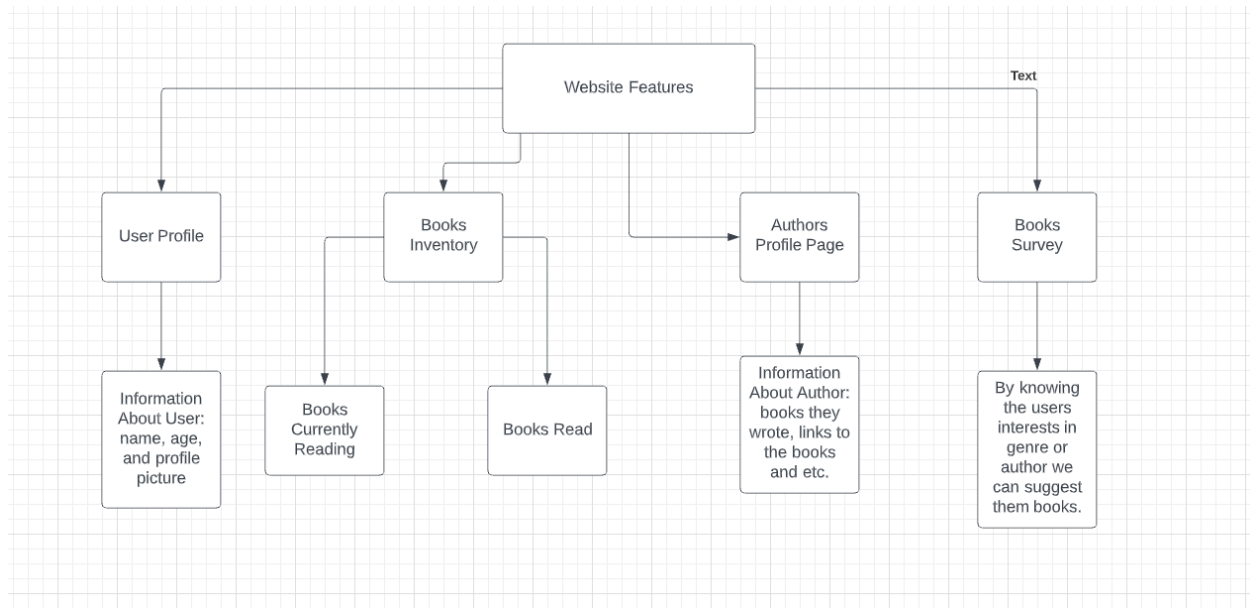 Website Features
Text
User Profile
Books
Inventory
Authors
Profile Page
Books
Survey
Information
About User:
name, age,
and profile
picture
Books
Currently
Reading
Books Read
Information
About Author:
books they
wrote, links to
the books
and etc.
By knowing
the users
interests in
genre or
author we
can suggest
them books.